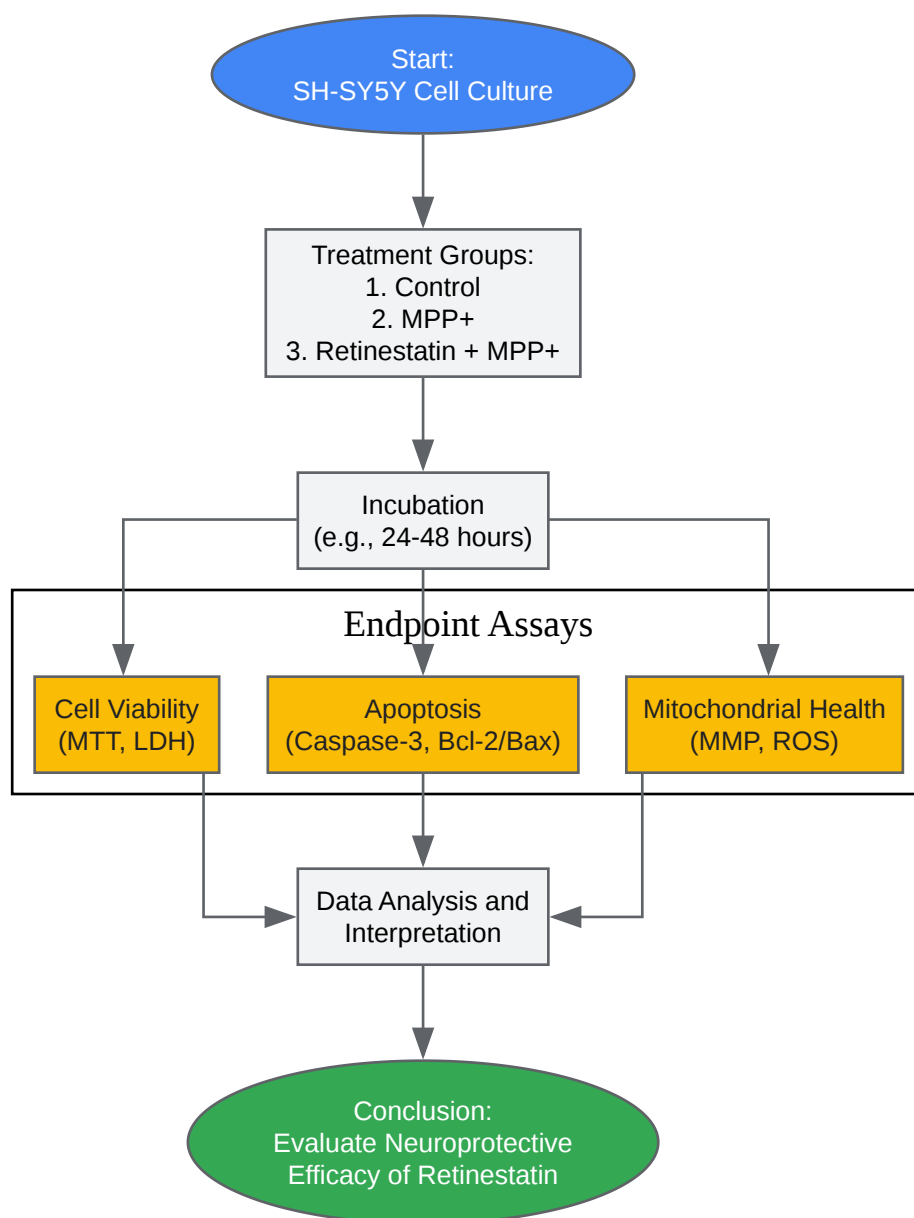 Start:
SH-SY5Y Cell Culture
Treatment Groups:
1. Control
2. MPP+
3. Retinestatin + MPP+
Incubation
(e.g., 24-48 hours)
Endpoint Assays
Cell Viability
(MTT, LDH)
Apoptosis
(Caspase-3, Bcl-2/Bax)
Mitochondrial Health
(MMP, ROS)
Data Analysis and
Interpretation
Conclusion:
Evaluate Neuroprotective
Efficacy of Retinestatin